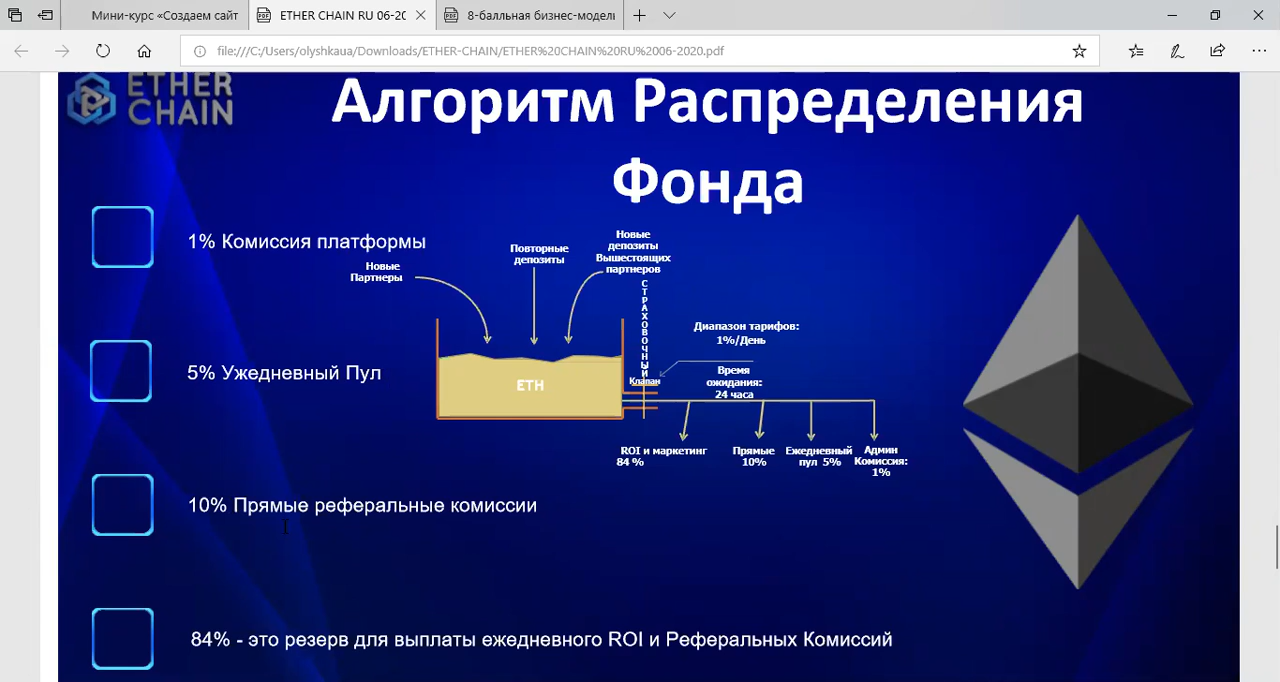 Мини-курс «Создаем сайт
ETHER CHAIN RU 06-20
8-балльная бизнес-модель
file:///C:/Users/olyshkaua/Downloads/ETHER-CHAIN/ETHER%20CHAIN%20RU%2006-2020.pdf
ETHER
CHAIN
Алгоритм Распределения
Фонда
1% Комиссия платформы
5% Ужедневный Пул
10% Прямые реферальные комиссии
84% - это резерв для выплаты ежедневного ROI и Реферальных Комиссий
Новые
Партнеры
Повторные
депозиты
Новые
депозиты
Вышестоящих
партнеров
СТРАХОВОЧНЫЙ
Клапан
ETH
Диапазон тарифов:
1%/День
Время
ожидания:
24 часа
ROI и маркетинг
84 %
Прямые
10%
Ежедневный
пул 5%
Админ
Комиссия:
1%